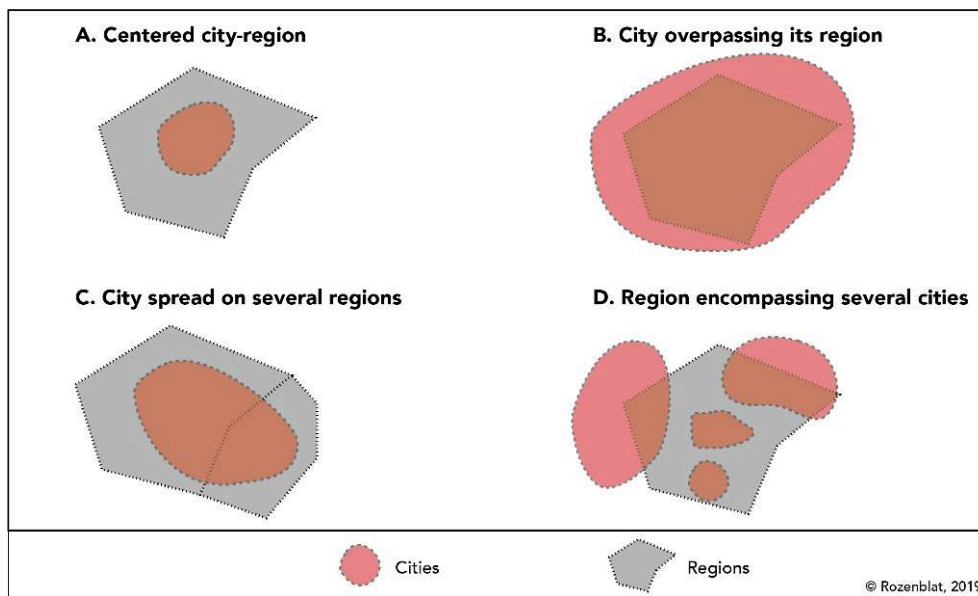 A. Centered city-region
B. City overpassing its region
C. City spread on several regions
D. Region encompassing several cities
Cities
Regions
© Rozenblat, 2019